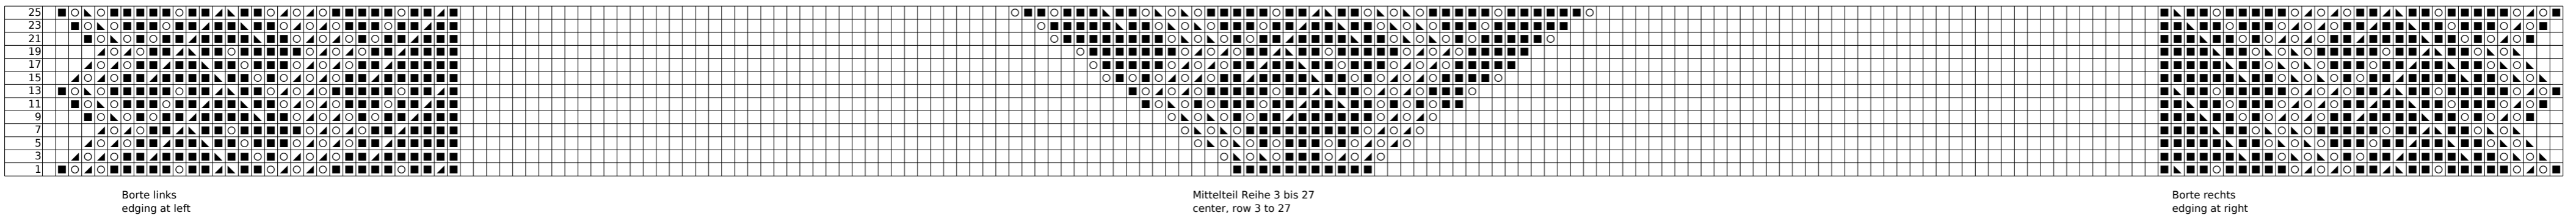 25
23
21
19
17
15
13
11
9
7
5
3
1
Borte links
edging at left
Mittelteil Reihe 3 bis 27
center, row 3 to 27
Borte rechts
edging at right